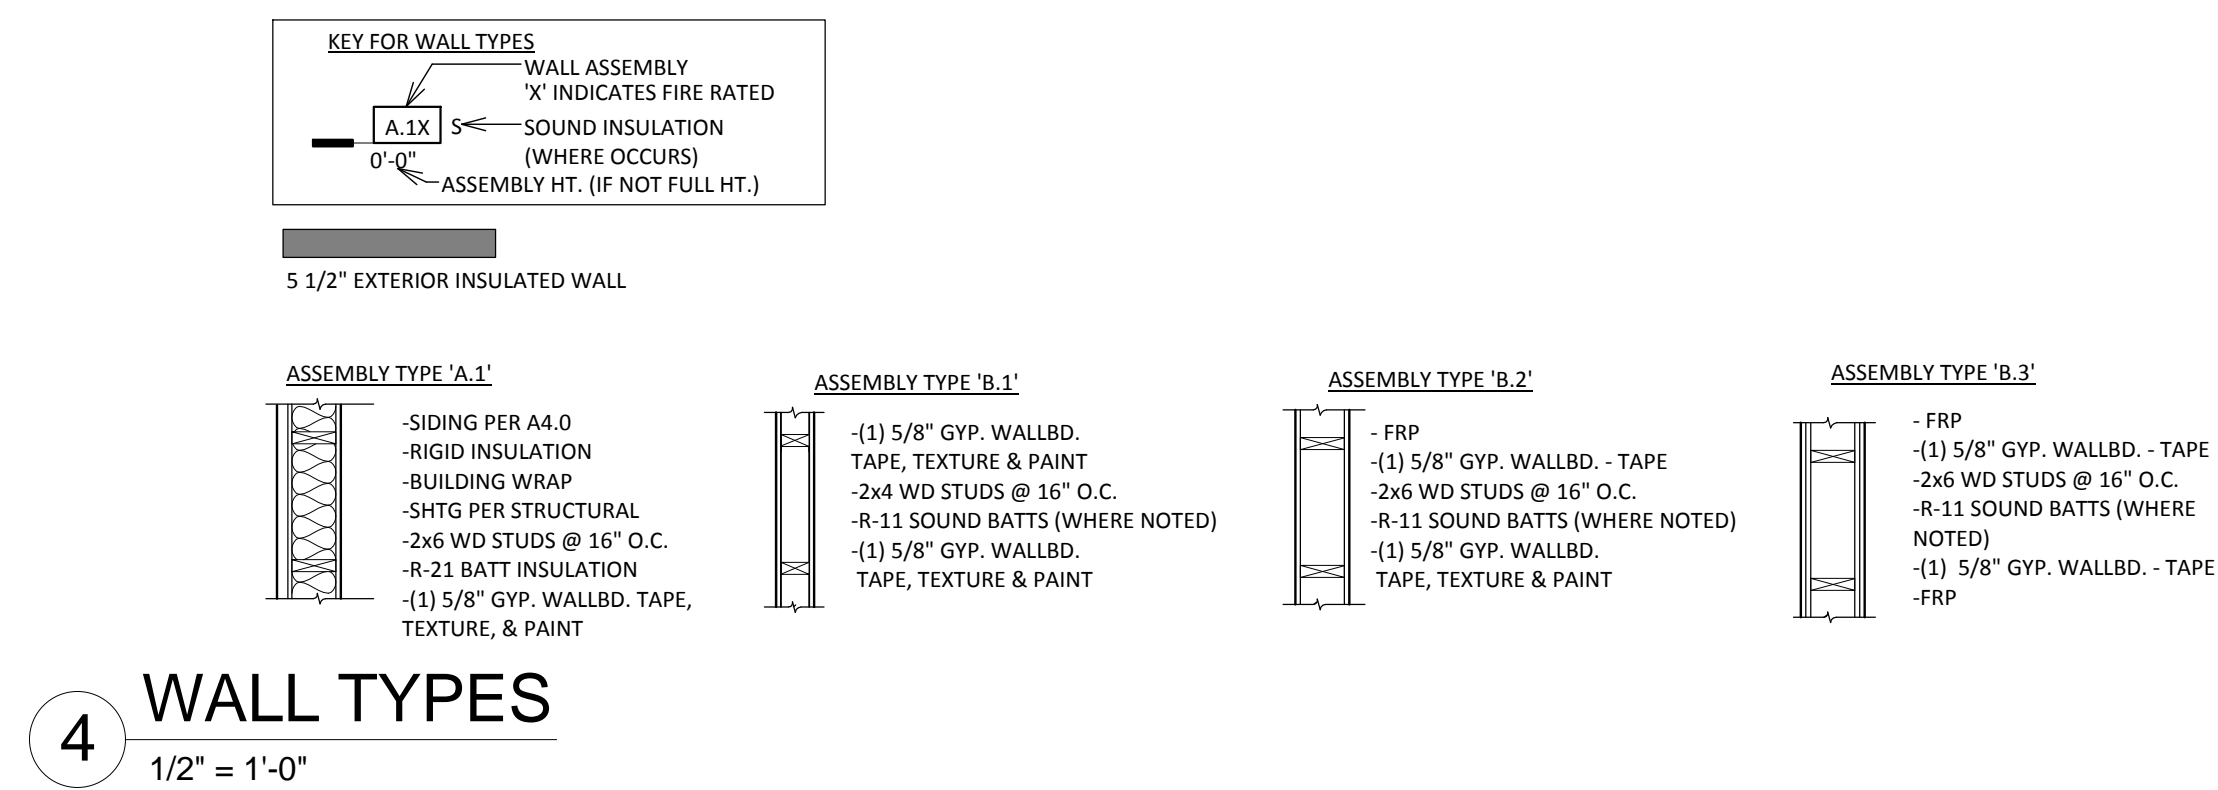 KEY FOR WALL TYPES
WALL ASSEMBLY
'X' INDICATES FIRE RATED
A.1X S
SOUND INSULATION
(WHERE OCCURS)
0'-0"
ASSEMBLY HT. (IF NOT FULL HT.)
5 1/2" EXTERIOR INSULATED WALL
ASSEMBLY TYPE 'A.1'
-SIDING PER A4.0
-RIGID INSULATION
-BUILDING WRAP
-SHTG PER STRUCTURAL
-2x6 WD STUDS @ 16" O.C.
-R-21 BATT INSULATION
-(1) 5/8" GYP. WALLBD. TAPE,
TEXTURE, & PAINT
ASSEMBLY TYPE 'B.1'
-(1) 5/8" GYP. WALLBD.
TAPE, TEXTURE & PAINT
-2x4 WD STUDS @ 16" O.C.
-R-11 SOUND BATTS (WHERE NOTED)
-(1) 5/8" GYP. WALLBD.
TAPE, TEXTURE & PAINT
ASSEMBLY TYPE 'B.2'
- FRP
-(1) 5/8" GYP. WALLBD. - TAPE
-2x6 WD STUDS @ 16" O.C.
-R-11 SOUND BATTS (WHERE NOTED)
-(1) 5/8" GYP. WALLBD.
TAPE, TEXTURE & PAINT
ASSEMBLY TYPE 'B.3'
- FRP
-(1) 5/8" GYP. WALLBD. - TAPE
-2x6 WD STUDS @ 16" O.C.
-R-11 SOUND BATTS (WHERE
NOTED)
-(1) 5/8" GYP. WALLBD. - TAPE
-FRP
4
WALL TYPES
1/2" = 1'-0"